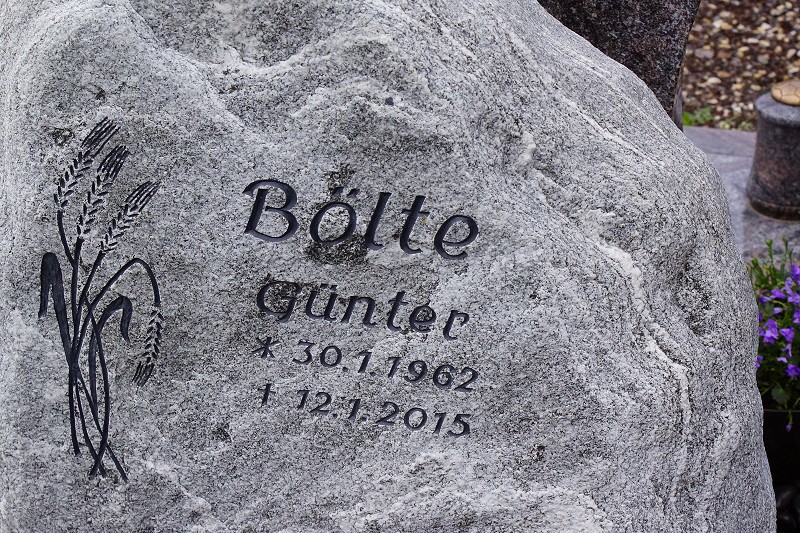 Bölte
Günter
* 30.1.1962
† 12.1.2015